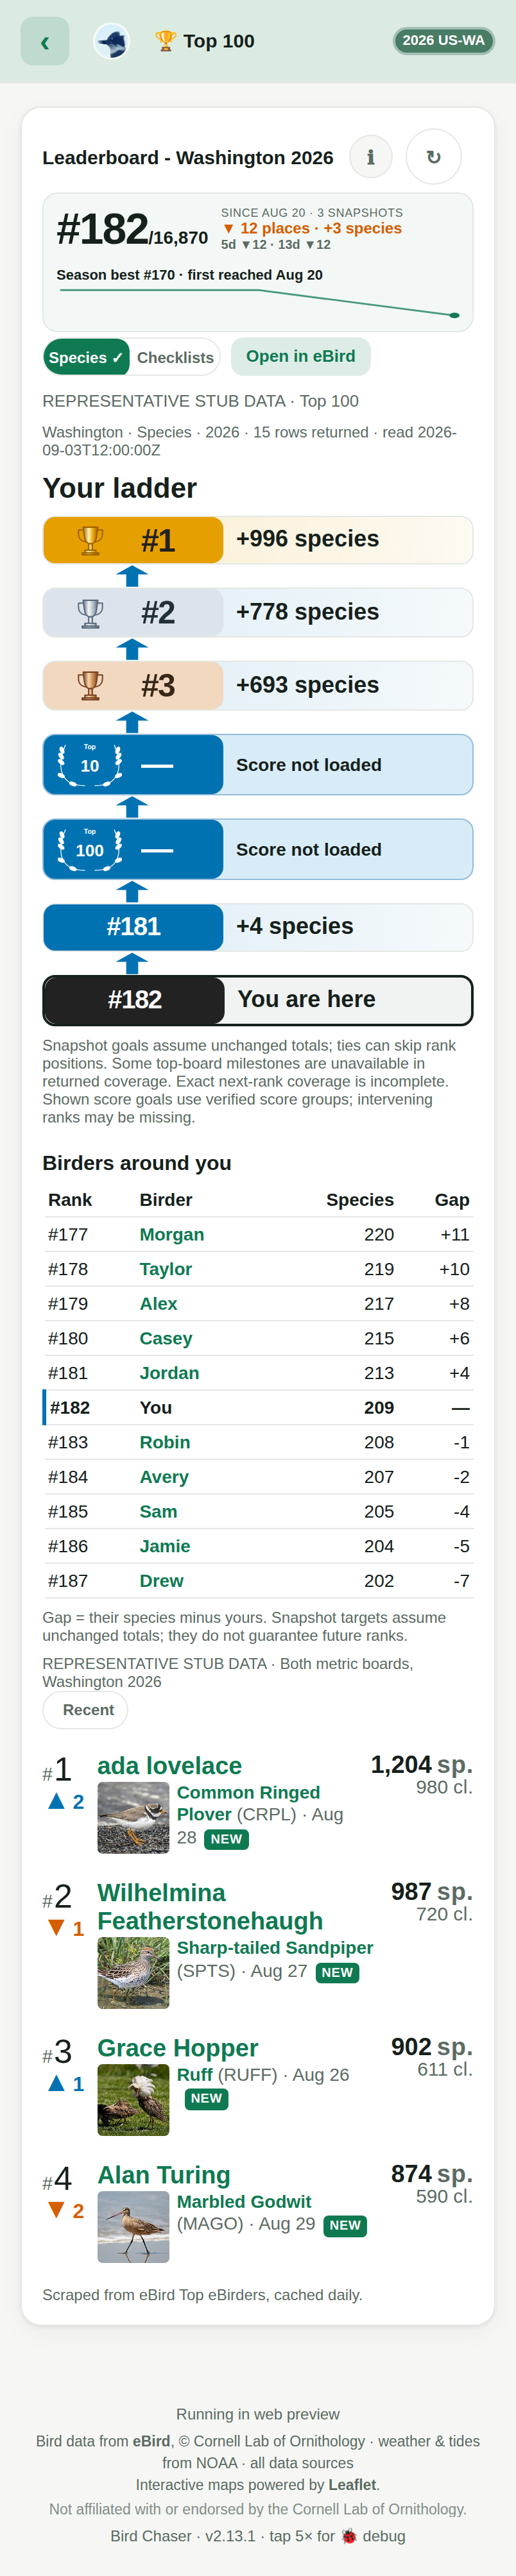 ‹ 🏆 Top 100 2026 US-WA
Leaderboard - Washington 2026 ℹ ↻
#182/16,870
SINCE AUG 20 · 3 SNAPSHOTS
▼ 12 places · +3 species
5d ▼12 · 13d ▼12
Season best #170 · first reached Aug 20
Species ✓ Checklists Open in eBird
REPRESENTATIVE STUB DATA · Top 100
Washington · Species · 2026 · 15 rows returned · read 2026-
09-03T12:00:00Z
Your ladder
#1 +996 species
#2 +778 species
#3 +693 species
Top
10 — Score not loaded
Top
100 — Score not loaded
#181 +4 species
#182 You are here
Snapshot goals assume unchanged totals; ties can skip rank
positions. Some top-board milestones are unavailable in
returned coverage. Exact next-rank coverage is incomplete.
Shown score goals use verified score groups; intervening
ranks may be missing.
Birders around you
Rank Birder Species Gap
#177 Morgan 220 +11
#178 Taylor 219 +10
#179 Alex 217 +8
#180 Casey 215 +6
#181 Jordan 213 +4
#182 You 209 —
#183 Robin 208 -1
#184 Avery 207 -2
#185 Sam 205 -4
#186 Jamie 204 -5
#187 Drew 202 -7
Gap = their species minus yours. Snapshot targets assume
unchanged totals; they do not guarantee future ranks.
REPRESENTATIVE STUB DATA · Both metric boards,
Washington 2026
Recent
#1 ada lovelace 1,204 sp.
▲ 2 980 cl.
Common Ringed
Plover (CRPL) · Aug
28 NEW
#2 Wilhelmina 987 sp.
Featherstonehaugh 720 cl.
▼ 1
Sharp-tailed Sandpiper
(SPTS) · Aug 27 NEW
#3 Grace Hopper 902 sp.
▲ 1 611 cl.
Ruff (RUFF) · Aug 26
NEW
#4 Alan Turing 874 sp.
▼ 2 590 cl.
Marbled Godwit
(MAGO) · Aug 29 NEW
Scraped from eBird Top eBirders, cached daily.
Running in web preview
Bird data from eBird, © Cornell Lab of Ornithology · weather & tides
from NOAA · all data sources
Interactive maps powered by Leaflet.
Not affiliated with or endorsed by the Cornell Lab of Ornithology.
Bird Chaser · v2.13.1 · tap 5× for 🐞 debug